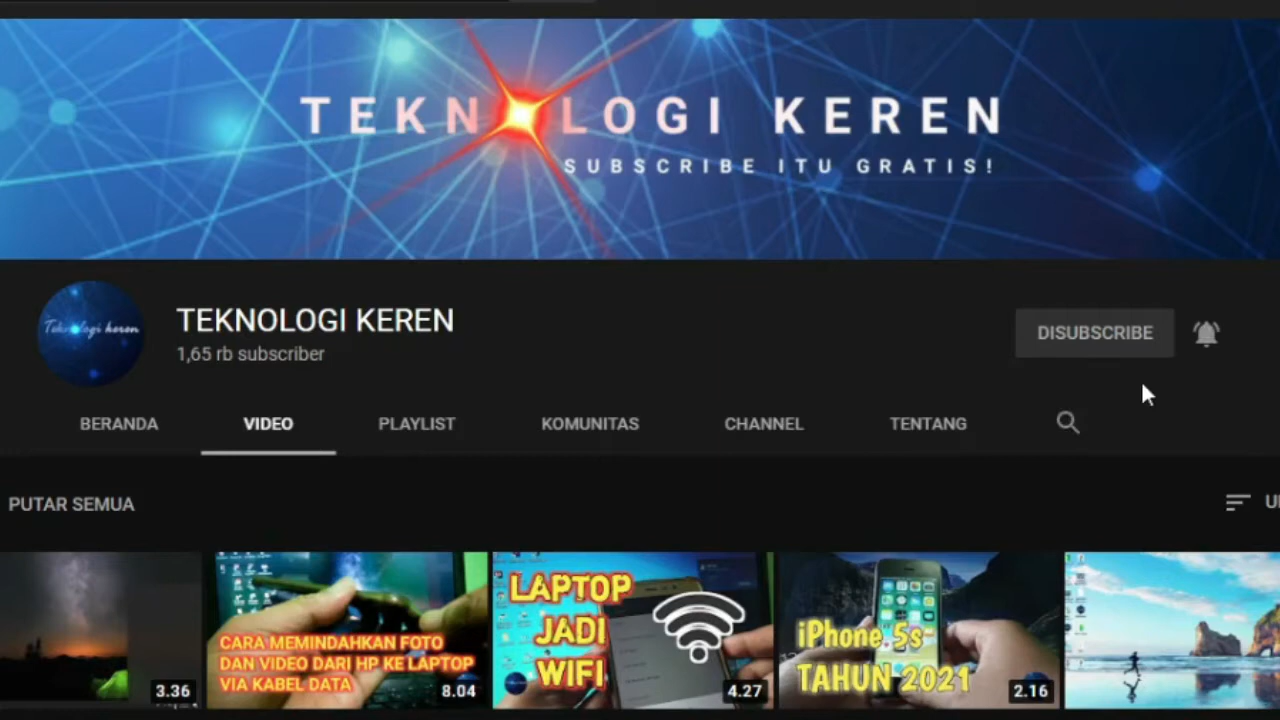 TEKNOLOGI KEREN
SUBSCRIBE ITU GRATIS!
Teknologi keren
TEKNOLOGI KEREN
1,65 rb subscriber
DISUBSCRIBE
BERANDA VIDEO PLAYLIST KOMUNITAS CHANNEL TENTANG
PUTAR SEMUA
CARA MEMINDAHKAN FOTO
DAN VIDEO DARI HP KE LAPTOP
VIA KABEL DATA
LAPTOP
JADI
WIFI
iPhone 5s
TAHUN 2021
3.36
8.04
4.27
2.16